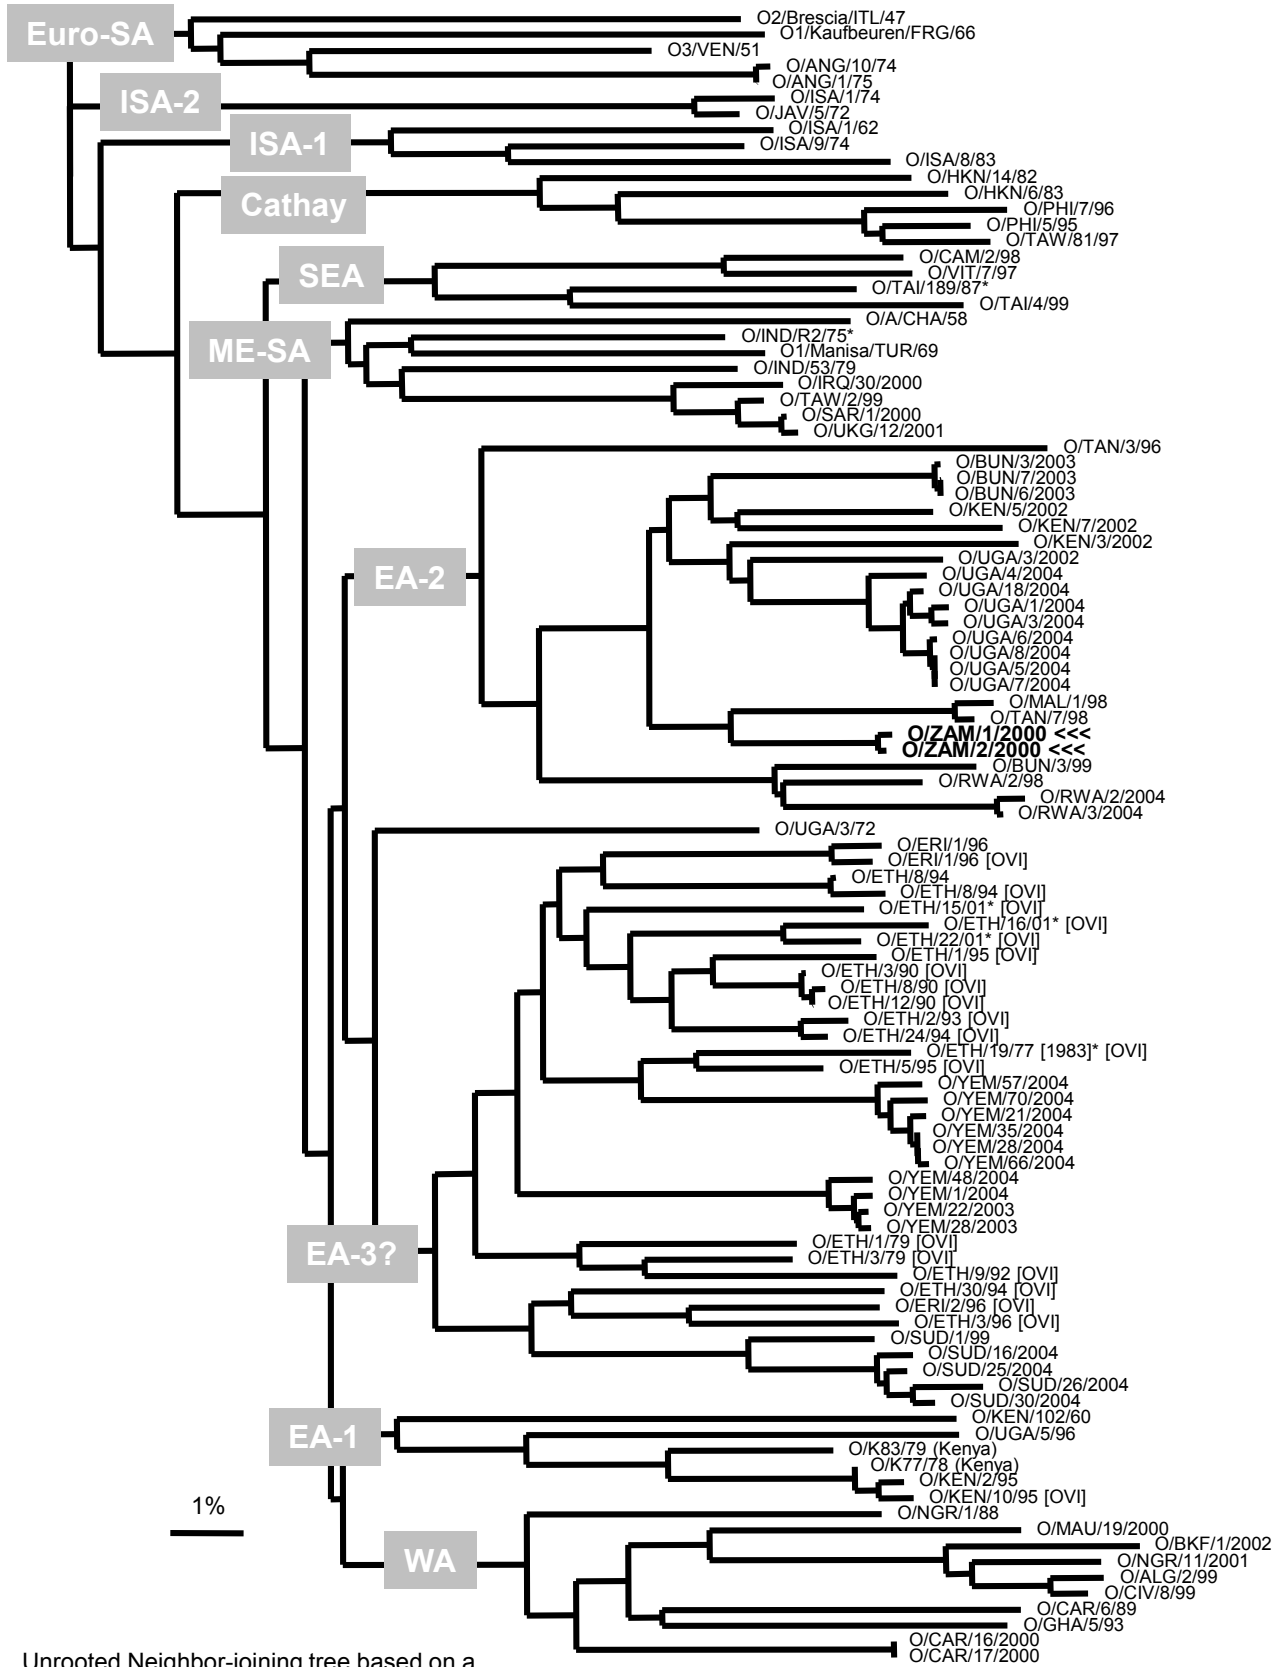 Euro-SA
O2/Brescia/ITL/47
O1/Kaufbeuren/FRG/66
O3/VEN/51
O/ANG/10/74
O/ANG/1/75
ISA-2
O/ISA/1/74
O/JAV/5/72
ISA-1
O/ISA/1/62
O/ISA/9/74
O/ISA/8/83
Cathay
O/HKN/14/82
O/HKN/6/83
O/PHI/7/96
O/PHI/5/95
O/TAW/81/97
SEA
O/CAM/2/98
O/VIT/7/97
O/TAI/189/87*
O/TAI/4/99
ME-SA
O/A/CHA/58
O/IND/R2/75*
O1/Manisa/TUR/69
O/IND/53/79
O/IRQ/30/2000
O/TAW/2/99
O/SAR/1/2000
O/UKG/12/2001
EA-2
O/TAN/3/96
O/BUN/3/2003
O/BUN/7/2003
O/BUN/6/2003
O/KEN/5/2002
O/KEN/7/2002
O/KEN/3/2002
O/UGA/3/2002
O/UGA/4/2004
O/UGA/18/2004
O/UGA/1/2004
O/UGA/3/2004
O/UGA/6/2004
O/UGA/8/2004
O/UGA/5/2004
O/UGA/7/2004
O/MAL/1/98
O/TAN/7/98
O/ZAM/1/2000 <<<
O/ZAM/2/2000 <<<
O/BUN/3/99
O/RWA/2/98
O/RWA/2/2004
O/RWA/3/2004
O/UGA/3/72
EA-3?
O/ERI/1/96
O/ERI/1/96 [OVI]
O/ETH/8/94
O/ETH/8/94 [OVI]
O/ETH/15/01* [OVI]
O/ETH/16/01* [OVI]
O/ETH/22/01* [OVI]
O/ETH/1/95 [OVI]
O/ETH/3/90 [OVI]
O/ETH/8/90 [OVI]
O/ETH/12/90 [OVI]
O/ETH/2/93 [OVI]
O/ETH/24/94 [OVI]
O/ETH/19/77 [1983]* [OVI]
O/ETH/5/95 [OVI]
O/YEM/57/2004
O/YEM/70/2004
O/YEM/21/2004
O/YEM/35/2004
O/YEM/28/2004
O/YEM/66/2004
O/YEM/48/2004
O/YEM/1/2004
O/YEM/22/2003
O/YEM/28/2003
O/ETH/1/79 [OVI]
O/ETH/3/79 [OVI]
O/ETH/9/92 [OVI]
O/ETH/30/94 [OVI]
O/ERI/2/96 [OVI]
O/ETH/3/96 [OVI]
O/SUD/1/99
O/SUD/16/2004
O/SUD/25/2004
O/SUD/26/2004
O/SUD/30/2004
EA-1
O/KEN/102/60
O/UGA/5/96
O/K83/79 (Kenya)
O/K77/78 (Kenya)
O/KEN/2/95
O/KEN/10/95 [OVI]
1%
WA
O/NGR/1/88
O/MAU/19/2000
O/BKF/1/2002
O/NGR/11/2001
O/ALG/2/99
O/CIV/8/99
O/CAR/6/89
O/GHA/5/93
O/CAR/16/2000
O/CAR/17/2000
Unrooted Neighbor-joining tree based on a